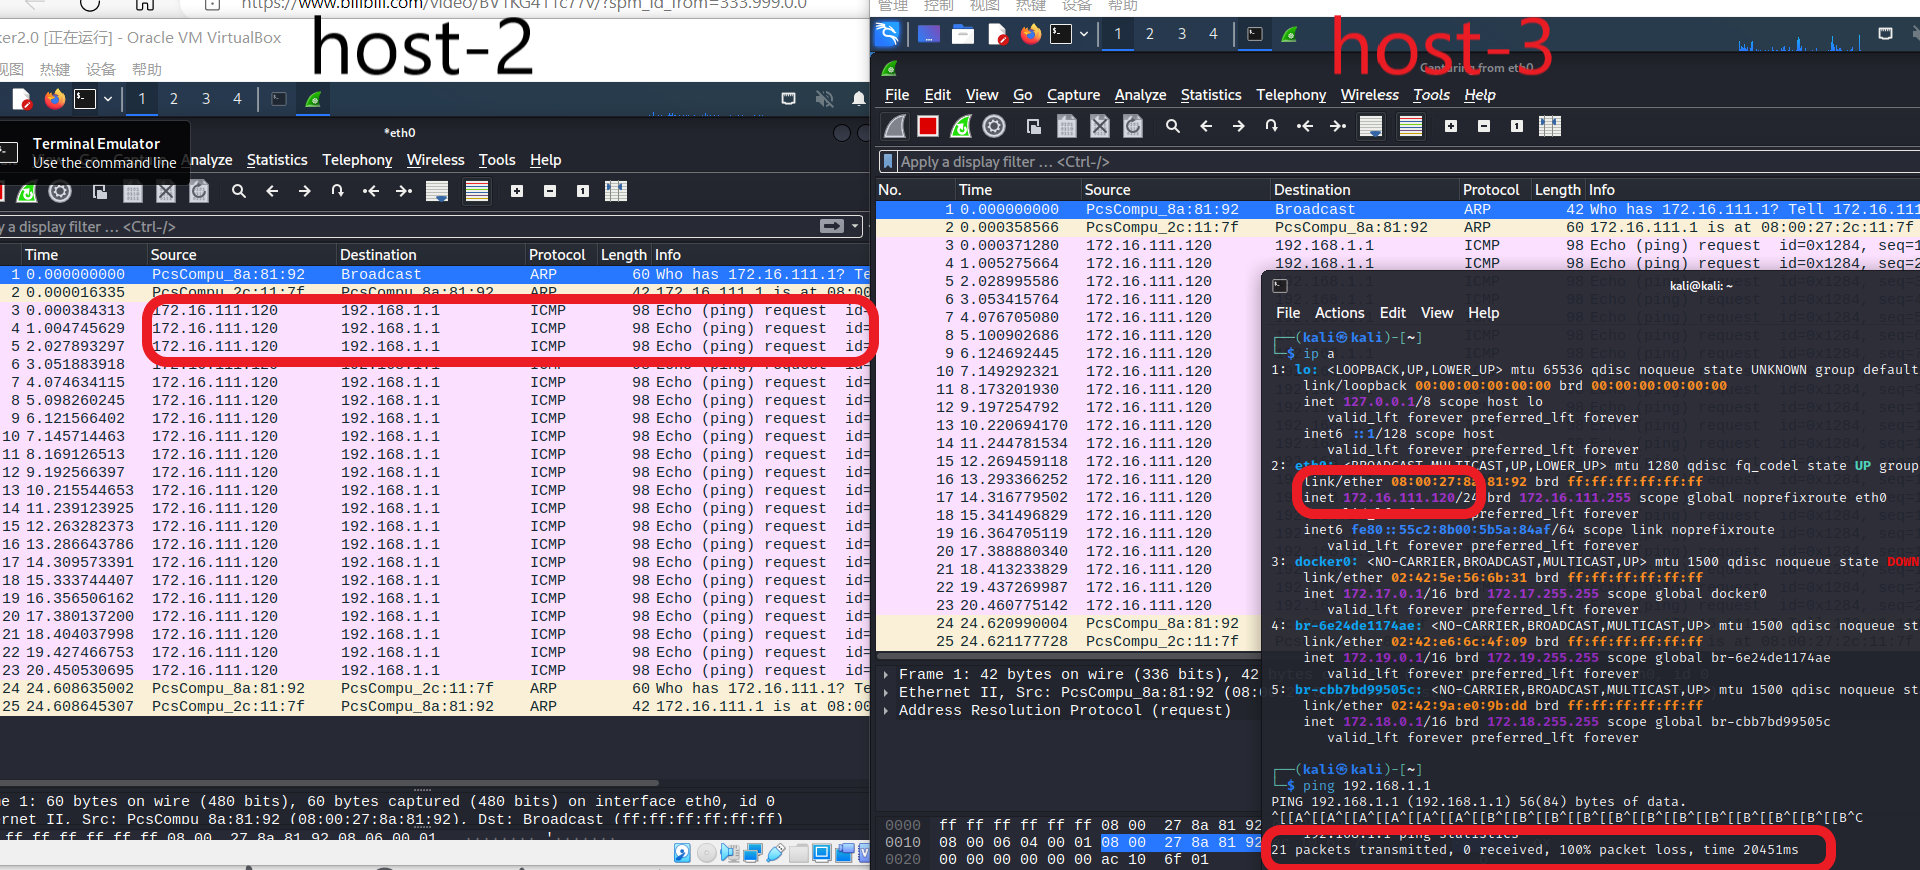 https://www.bilibili.com/video/BV1KG411c77v/?spm_id_from=333.999.0.0
ker2.0 [正在运行] - Oracle VM VirtualBox
host-2
视图 热键 设备 帮助
1 2 3 4
Terminal Emulator
Use the command line
*eth0
Analyze Statistics Telephony Wireless Tools Help
y a display filter ... <Ctrl-/>
Time Source Destination Protocol Length Info
1 0.000000000 PcsCompu_8a:81:92 Broadcast ARP 60 Who has 172.16.111.1? Te
2 0.000016335 PcsCompu_2c:11:7f PcsCompu_8a:81:92 ARP 42 172.16.111.1 is at 08:00
3 0.000384313 172.16.111.120 192.168.1.1 ICMP 98 Echo (ping) request id=
4 1.004745629 172.16.111.120 192.168.1.1 ICMP 98 Echo (ping) request id=
5 2.027893297 172.16.111.120 192.168.1.1 ICMP 98 Echo (ping) request id=
6 3.051883918 172.16.111.120 192.168.1.1 ICMP 98 Echo (ping) request id=
7 4.074634115 172.16.111.120 192.168.1.1 ICMP 98 Echo (ping) request id=
8 5.098260245 172.16.111.120 192.168.1.1 ICMP 98 Echo (ping) request id=
9 6.121566402 172.16.111.120 192.168.1.1 ICMP 98 Echo (ping) request id=
10 7.145714463 172.16.111.120 192.168.1.1 ICMP 98 Echo (ping) request id=
11 8.169126513 172.16.111.120 192.168.1.1 ICMP 98 Echo (ping) request id=
12 9.192566397 172.16.111.120 192.168.1.1 ICMP 98 Echo (ping) request id=
13 10.215544653 172.16.111.120 192.168.1.1 ICMP 98 Echo (ping) request id=
14 11.239123925 172.16.111.120 192.168.1.1 ICMP 98 Echo (ping) request id=
15 12.263282373 172.16.111.120 192.168.1.1 ICMP 98 Echo (ping) request id=
16 13.286643786 172.16.111.120 192.168.1.1 ICMP 98 Echo (ping) request id=
17 14.309573391 172.16.111.120 192.168.1.1 ICMP 98 Echo (ping) request id=
18 15.333744407 172.16.111.120 192.168.1.1 ICMP 98 Echo (ping) request id=
19 16.356506162 172.16.111.120 192.168.1.1 ICMP 98 Echo (ping) request id=
20 17.380137200 172.16.111.120 192.168.1.1 ICMP 98 Echo (ping) request id=
21 18.404037998 172.16.111.120 192.168.1.1 ICMP 98 Echo (ping) request id=
22 19.427466753 172.16.111.120 192.168.1.1 ICMP 98 Echo (ping) request id=
23 20.450530695 172.16.111.120 192.168.1.1 ICMP 98 Echo (ping) request id=
24 24.608635002 PcsCompu_8a:81:92 PcsCompu_2c:11:7f ARP 60 Who has 172.16.111.1? Te
25 24.608645307 PcsCompu_2c:11:7f PcsCompu_8a:81:92 ARP 42 172.16.111.1 is at 08:00
ne 1: 60 bytes on wire (480 bits), 60 bytes captured (480 bits) on interface eth0, id 0
rnet II, Src: PcsCompu_8a:81:92 (08:00:27:8a:81:92), Dst: Broadcast (ff:ff:ff:ff:ff:ff)
ff ff ff ff ff ff 08 00 27 8a 81 92 08 06 00 01
管理 控制 视图 热键 设备 帮助
1 2 3 4
host-3
Capturing from eth0
File Edit View Go Capture Analyze Statistics Telephony Wireless Tools Help
Apply a display filter ... <Ctrl-/>
No. Time Source Destination Protocol Length Info
1 0.000000000 PcsCompu_8a:81:92 Broadcast ARP 42 Who has 172.16.111.1? Tell 172.16.111
2 0.000358566 PcsCompu_2c:11:7f PcsCompu_8a:81:92 ARP 60 172.16.111.1 is at 08:00:27:2c:11:7f
3 0.000371280 172.16.111.120 192.168.1.1 ICMP 98 Echo (ping) request id=0x1284, seq=1
4 1.005275664 172.16.111.120 192.168.1.1 ICMP 98 Echo (ping) request id=0x1284, seq=2
5 2.028995586 172.16.111.120
6 3.053415764 172.16.111.120
7 4.076705080 172.16.111.120
8 5.100902686 172.16.111.120
9 6.124692445 172.16.111.120
10 7.149292321 172.16.111.120
11 8.173201930 172.16.111.120
12 9.197254792 172.16.111.120
13 10.220694170 172.16.111.120
14 11.244781534 172.16.111.120
15 12.269459118 172.16.111.120
16 13.293366252 172.16.111.120
17 14.316779502 172.16.111.120
18 15.341496829 172.16.111.120
19 16.364705119 172.16.111.120
20 17.388880340 172.16.111.120
21 18.413233829 172.16.111.120
22 19.437269987 172.16.111.120
23 20.460775142 172.16.111.120
24 24.620990004 PcsCompu_8a:81:92
25 24.621177728 PcsCompu_2c:11:7f
Frame 1: 42 bytes on wire (336 bits), 42
Ethernet II, Src: PcsCompu_8a:81:92 (08:0
Address Resolution Protocol (request)
0000 ff ff ff ff ff ff 08 00 27 8a 81 92
0010 08 00 06 04 00 01 08 00 27 8a 81 92
0020 00 00 00 00 00 00 ac 10 6f 01
kali@kali: ~
File Actions Edit View Help
┌──(kali㉿kali)-[~]
└─$ ip a
1: lo: <LOOPBACK,UP,LOWER_UP> mtu 65536 qdisc noqueue state UNKNOWN group default
link/loopback 00:00:00:00:00:00 brd 00:00:00:00:00:00
inet 127.0.0.1/8 scope host lo
valid_lft forever preferred_lft forever
inet6 ::1/128 scope host
valid_lft forever preferred_lft forever
2: eth0: <BROADCAST,MULTICAST,UP,LOWER_UP> mtu 1280 qdisc fq_codel state UP group
link/ether 08:00:27:8a:81:92 brd ff:ff:ff:ff:ff:ff
inet 172.16.111.120/24 brd 172.16.111.255 scope global noprefixroute eth0
valid_lft forever preferred_lft forever
inet6 fe80::55c2:8b00:5b5a:84af/64 scope link noprefixroute
valid_lft forever preferred_lft forever
3: docker0: <NO-CARRIER,BROADCAST,MULTICAST,UP> mtu 1500 qdisc noqueue state DOWN
link/ether 02:42:5e:56:6b:31 brd ff:ff:ff:ff:ff:ff
inet 172.17.0.1/16 brd 172.17.255.255 scope global docker0
valid_lft forever preferred_lft forever
4: br-6e24de1174ae: <NO-CARRIER,BROADCAST,MULTICAST,UP> mtu 1500 qdisc noqueue st
link/ether 02:42:e6:6c:4f:09 brd ff:ff:ff:ff:ff:ff
inet 172.19.0.1/16 brd 172.19.255.255 scope global br-6e24de1174ae
valid_lft forever preferred_lft forever
5: br-cbb7bd99505c: <NO-CARRIER,BROADCAST,MULTICAST,UP> mtu 1500 qdisc noqueue st
link/ether 02:42:9a:e0:9b:dd brd ff:ff:ff:ff:ff:ff
inet 172.18.0.1/16 brd 172.18.255.255 scope global br-cbb7bd99505c
valid_lft forever preferred_lft forever
┌──(kali㉿kali)-[~]
└─$ ping 192.168.1.1
PING 192.168.1.1 (192.168.1.1) 56(84) bytes of data.
^[[A^[[A^[[A^[[A^[[A^[[A^[[A^[[B^[[B^[[B^[[B^[[B^[[B^[[B^[[B^[[B^[[B^[[B^C
192.168.1.1 ping statistics
21 packets transmitted, 0 received, 100% packet loss, time 20451ms